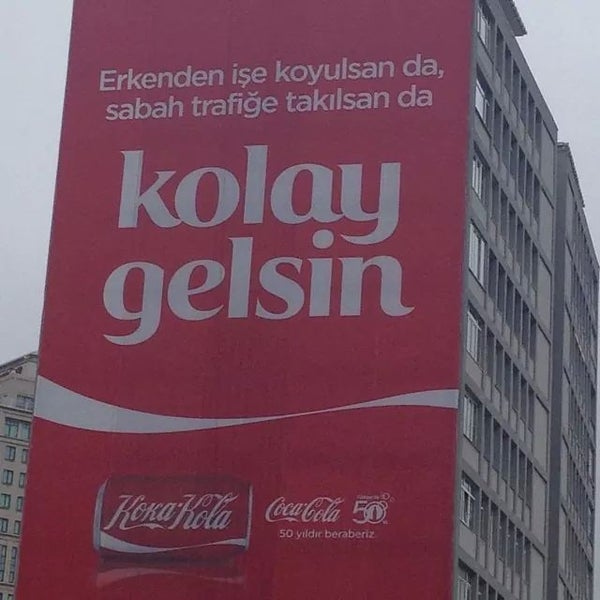 Erkenden işe koyulsan da,
sabah trafiğe takılsan da
kolay
gelsin
Koka-Kola
Coca-Cola 50
50 yıldır beraberiz